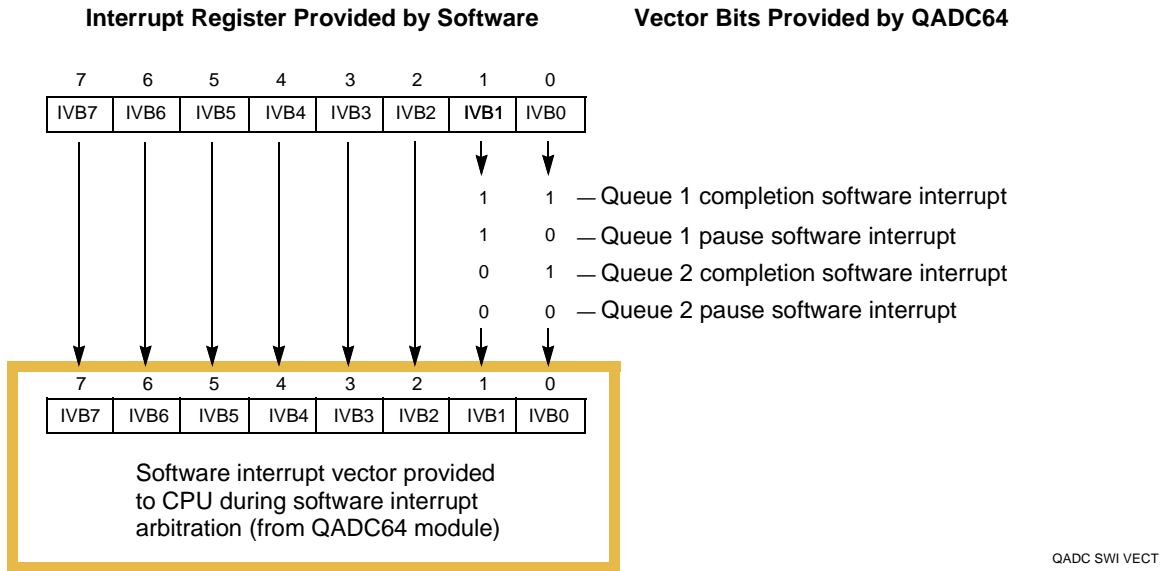 Interrupt Register Provided by Software Vector Bits Provided by QADC64
7 6 5 4 3 2 1 0
IVB7 IVB6 IVB5 IVB4 IVB3 IVB2 IVB1 IVB0
1 1 — Queue 1 completion software interrupt
1 0 — Queue 1 pause software interrupt
0 1 — Queue 2 completion software interrupt
0 0 — Queue 2 pause software interrupt
7 6 5 4 3 2 1 0
IVB7 IVB6 IVB5 IVB4 IVB3 IVB2 IVB1 IVB0
Software interrupt vector provided
to CPU during software interrupt
arbitration (from QADC64 module)
QADC SWI VECT